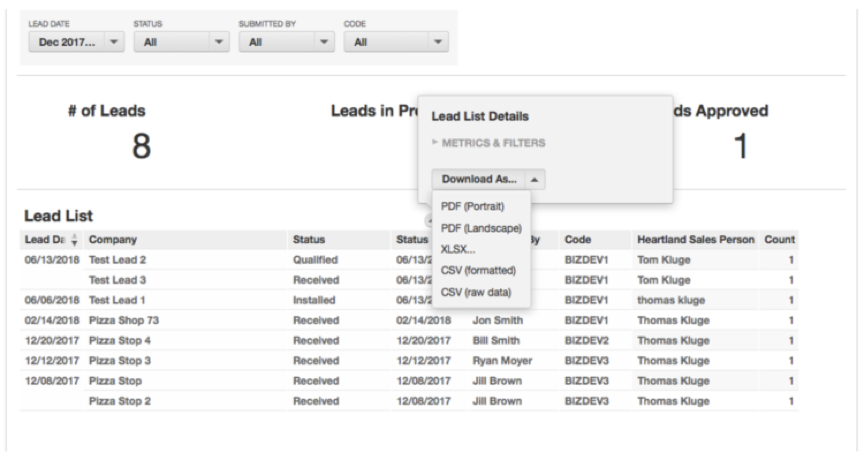 LEAD DATE STATUS SUBMITTED BY CODE
Dec 2017... All All All
# of Leads Leads in Pr ds Approved
8 1
Lead List Details
METRICS & FILTERS
Download As...
PDF (Portrait)
PDF (Landscape)
XLSX...
CSV (formatted)
CSV (raw data)
Lead List
Lead Da Company Status Status By Code Heartland Sales Person Count
06/13/2018 Test Lead 2 Qualified 06/13/2 BIZDEV1 Tom Kluge 1
Test Lead 3 Received 06/13/2 BIZDEV1 Tom Kluge 1
06/06/2018 Test Lead 1 Installed 06/13/2 BIZDEV1 thomas kluge 1
02/14/2018 Pizza Shop 73 Received 02/14/2018 Jon Smith BIZDEV1 Thomas Kluge 1
12/20/2017 Pizza Stop 4 Received 12/20/2017 Bill Smith BIZDEV2 Thomas Kluge 1
12/12/2017 Pizza Stop 3 Received 12/12/2017 Ryan Moyer BIZDEV3 Thomas Kluge 1
12/08/2017 Pizza Stop Received 12/08/2017 Jill Brown BIZDEV3 Thomas Kluge 1
Pizza Stop 2 Received 12/08/2017 Jill Brown BIZDEV3 Thomas Kluge 1